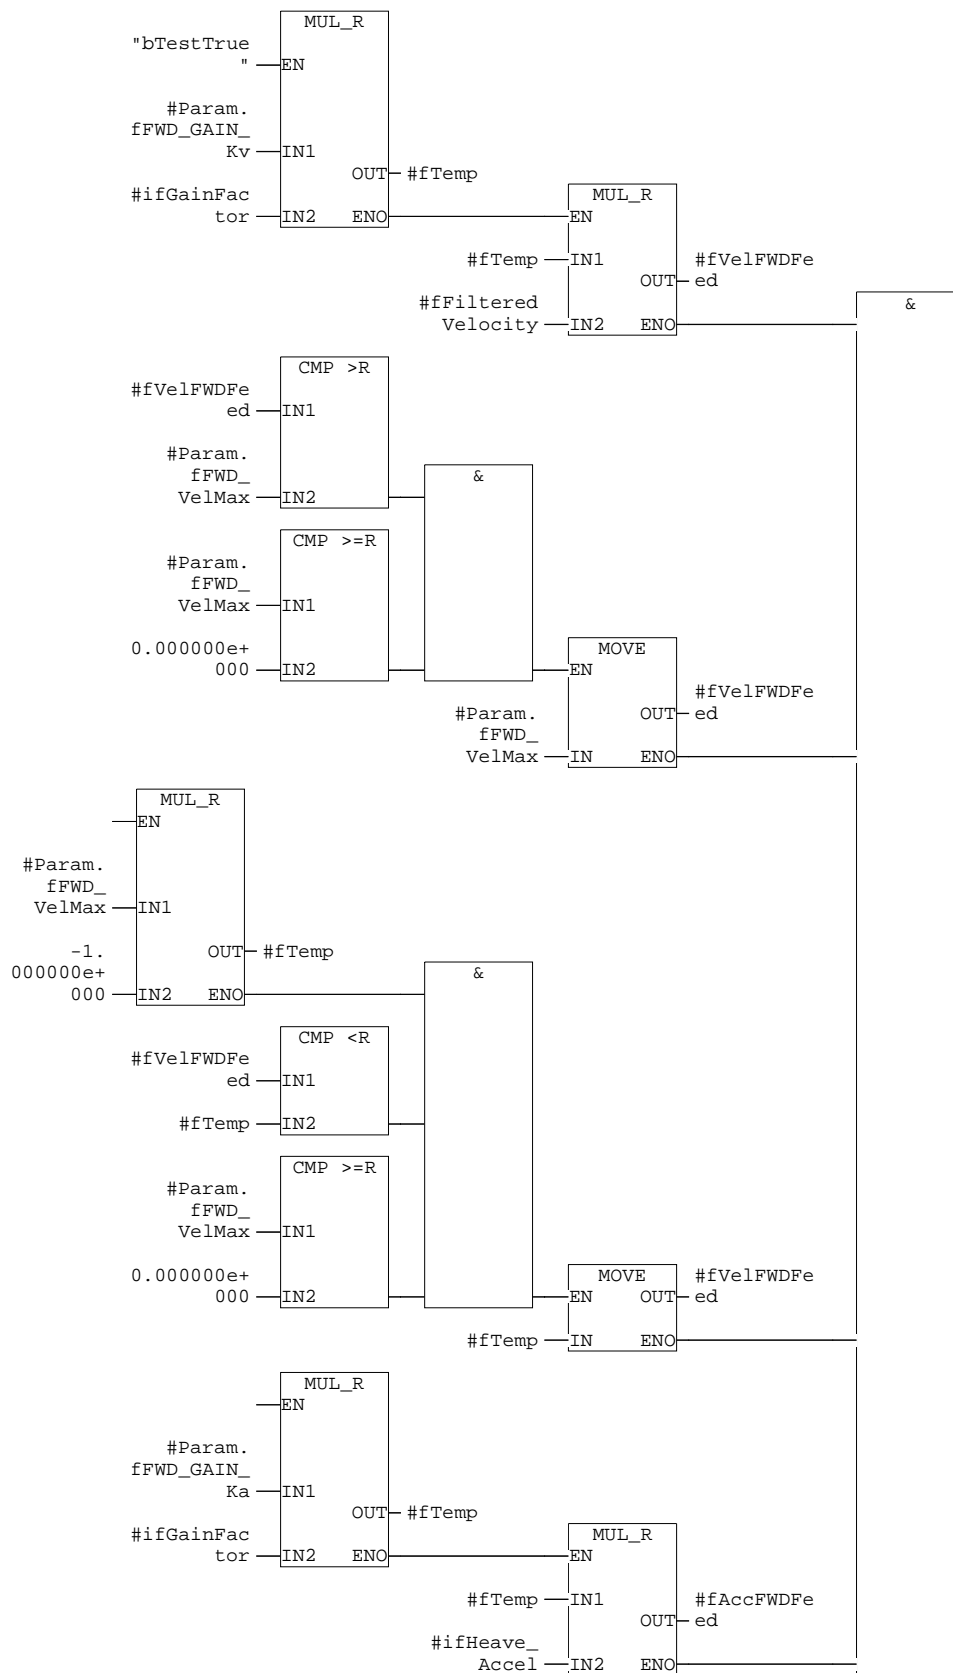 MUL_R
"bTestTrue
" EN
#Param.
fFWD_GAIN_
Kv IN1
OUT #fTemp
#ifGainFac
tor IN2 ENO
MUL_R
EN
#fTemp IN1
#fVelFWDFe
OUT ed
#fFiltered
Velocity IN2 ENO
&
CMP >R
#fVelFWDFe
ed IN1
#Param.
fFWD_
VelMax IN2
&
CMP >=R
#Param.
fFWD_
VelMax IN1
0.000000e+
000 IN2
MOVE
EN
#fVelFWDFe
OUT ed
#Param.
fFWD_
VelMax IN ENO
MUL_R
EN
#Param.
fFWD_
VelMax IN1
OUT #fTemp
-1.
000000e+
000 IN2 ENO
&
CMP <R
#fVelFWDFe
ed IN1
#fTemp IN2
CMP >=R
#Param.
fFWD_
VelMax IN1
0.000000e+
000 IN2
MOVE
#fVelFWDFe
EN OUT ed
#fTemp IN ENO
MUL_R
EN
#Param.
fFWD_GAIN_
Ka IN1
OUT #fTemp
#ifGainFac
tor IN2 ENO
MUL_R
EN
#fTemp IN1
#fAccFWDFe
OUT ed
#ifHeave_
Accel IN2 ENO